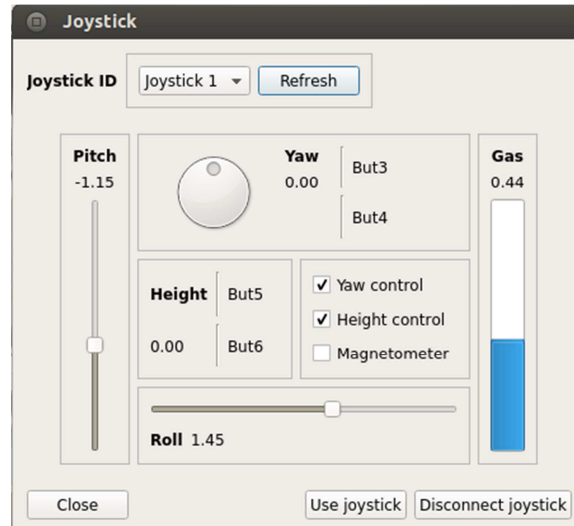 Joystick
Joystick ID
Joystick 1
Refresh
Pitch
-1.15
Yaw
0.00
But3
But4
Gas
0.44
Height
But5
0.00
But6
Yaw control
Height control
Magnetometer
Roll 1.45
Close
Use joystick
Disconnect joystick